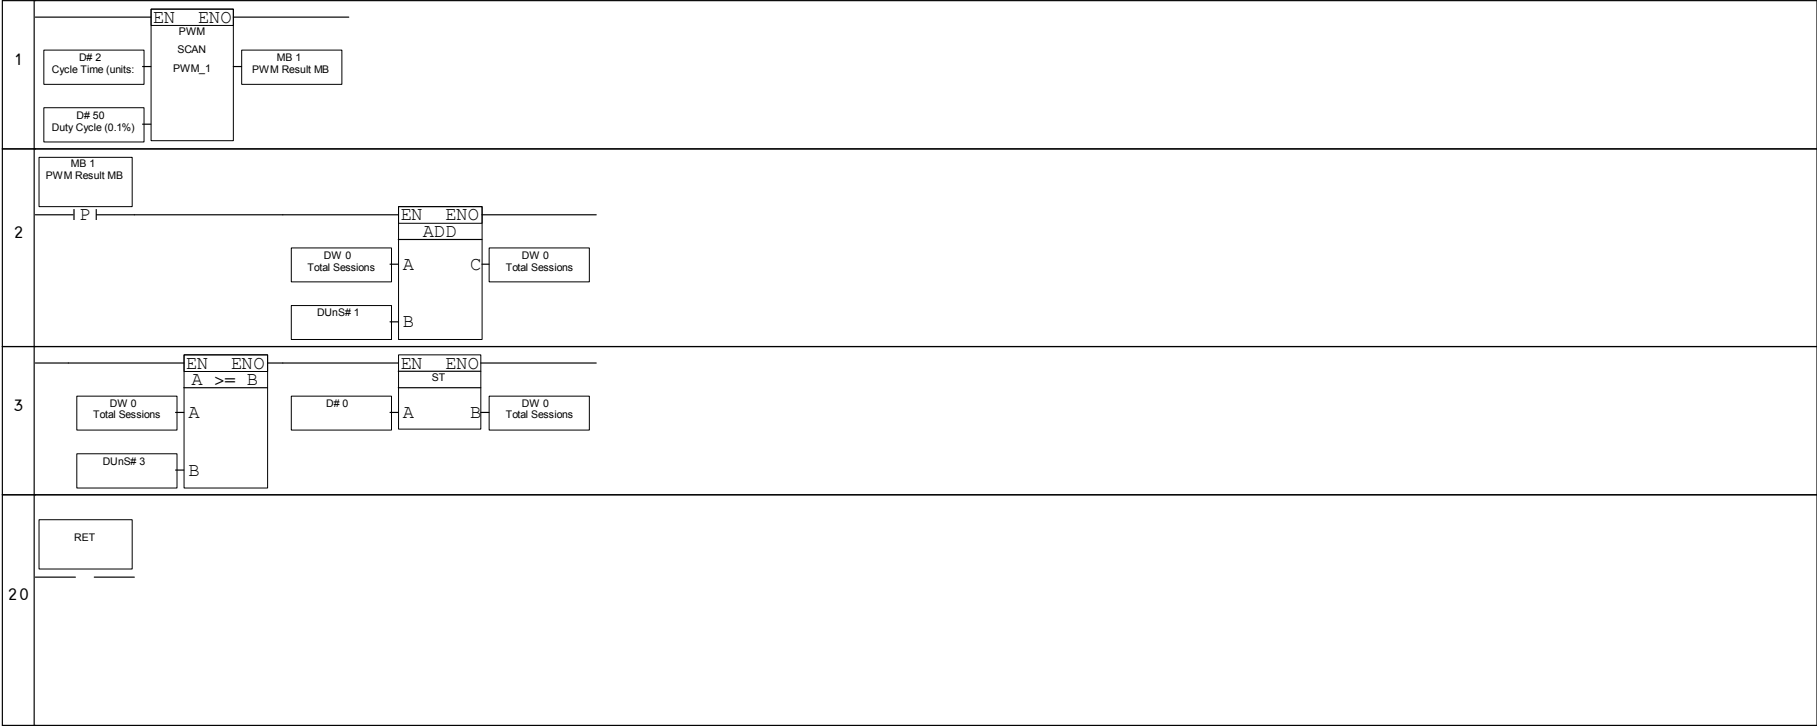 1
EN ENO
PWM
SCAN
PWM_1
D# 2
Cycle Time (units:
MB 1
PWM Result MB
D# 50
Duty Cycle (0.1%)
2
MB 1
PWM Result MB
P
EN ENO
ADD
DW 0
Total Sessions
A C
DW 0
Total Sessions
DUnS# 1
B
3
EN ENO
A >= B
DW 0
Total Sessions
A
DUnS# 3
B
EN ENO
ST
D# 0
A B
DW 0
Total Sessions
20
RET